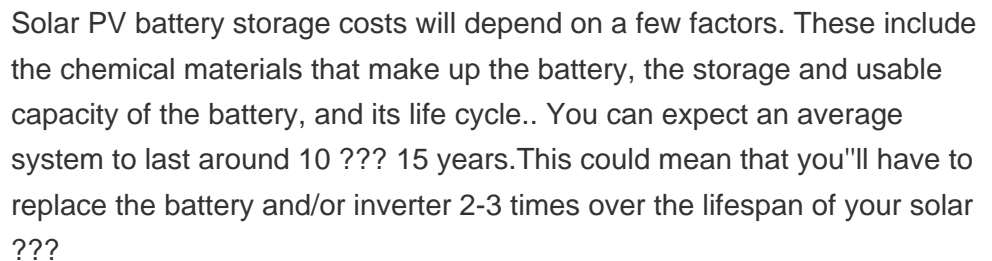 Solar PV battery storage costs will depend on a few factors. These include
the chemical materials that make up the battery, the storage and usable
capacity of the battery, and its life cycle.. You can expect an average
system to last around 10 ??? 15 years.This could mean that you"ll have to
replace the battery and/or inverter 2-3 times over the lifespan of your solar
???